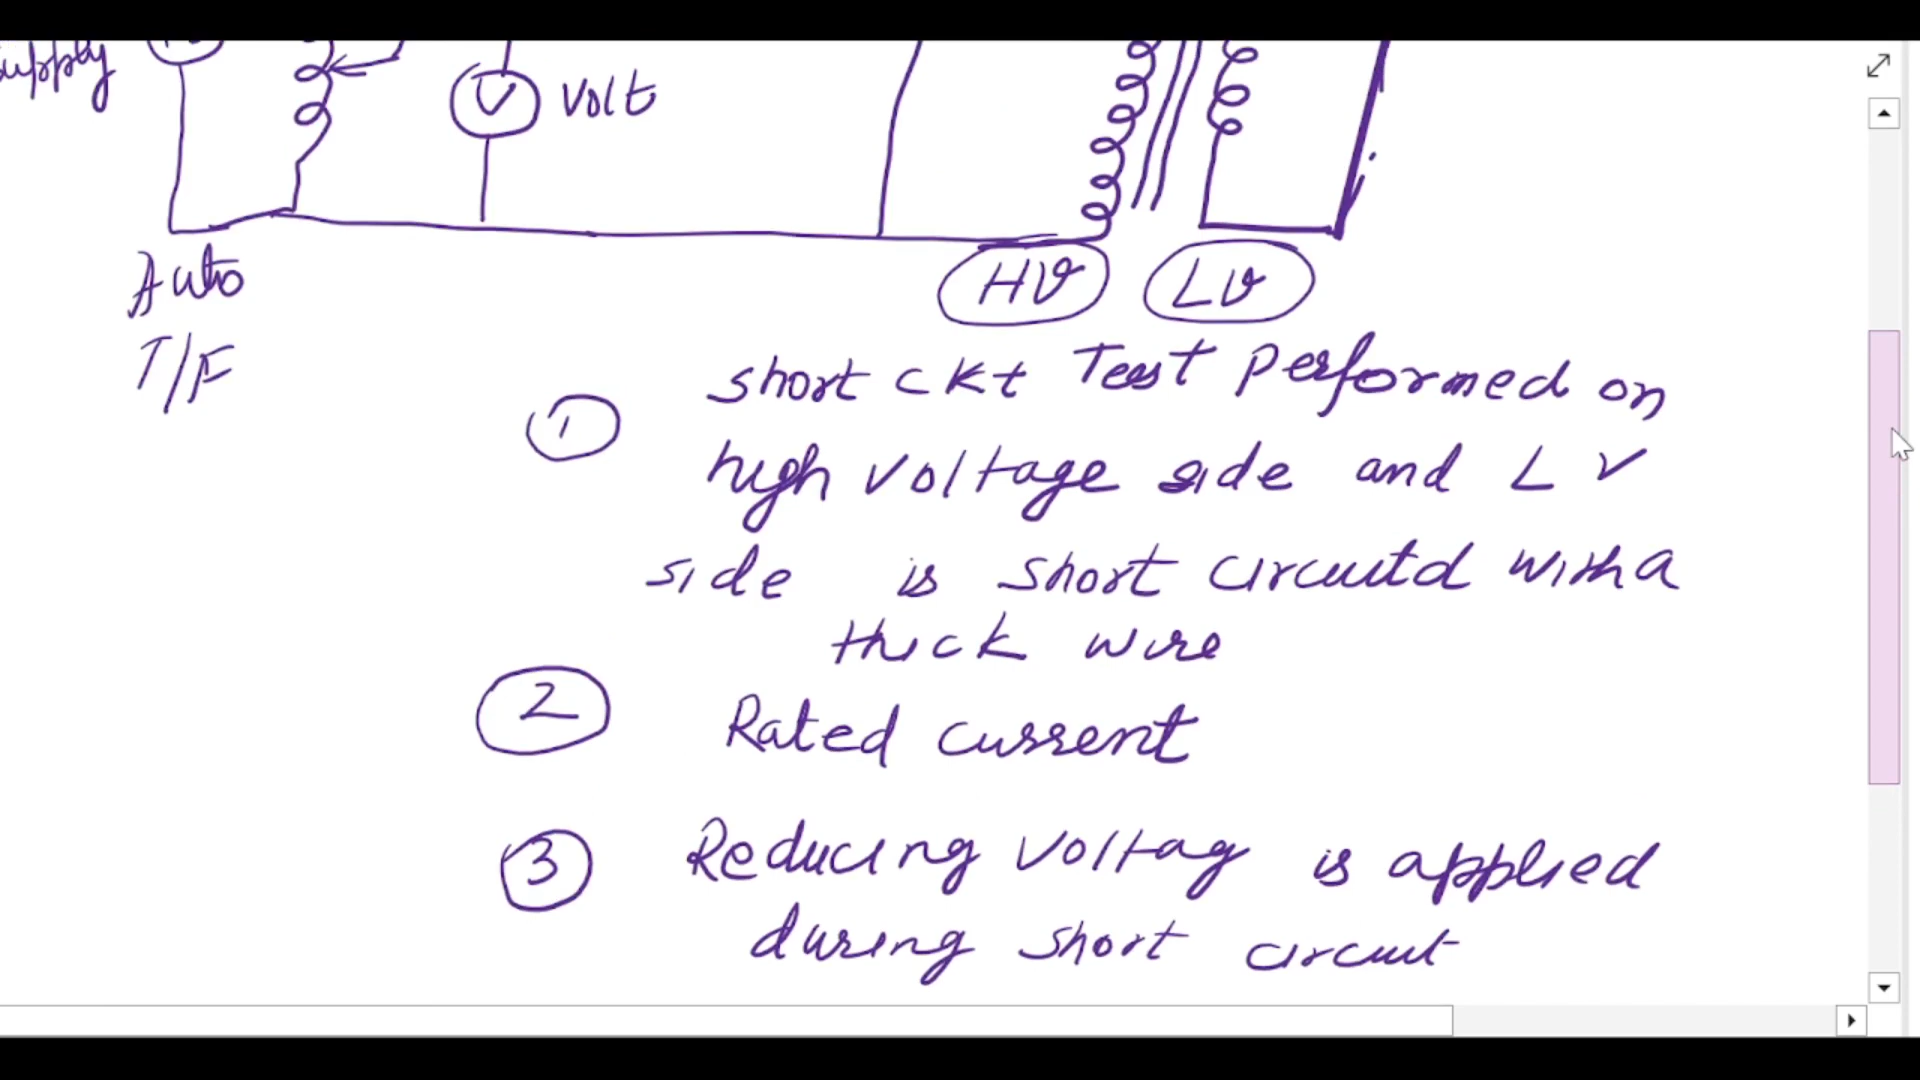 supply
V Volt
Auto
T/F
HV LV
① Short ckt Test Performed on
high voltage side and LV
side is short circuitd with a
thick wire
② Rated current
③ Reducing voltag is applied
during short circuit